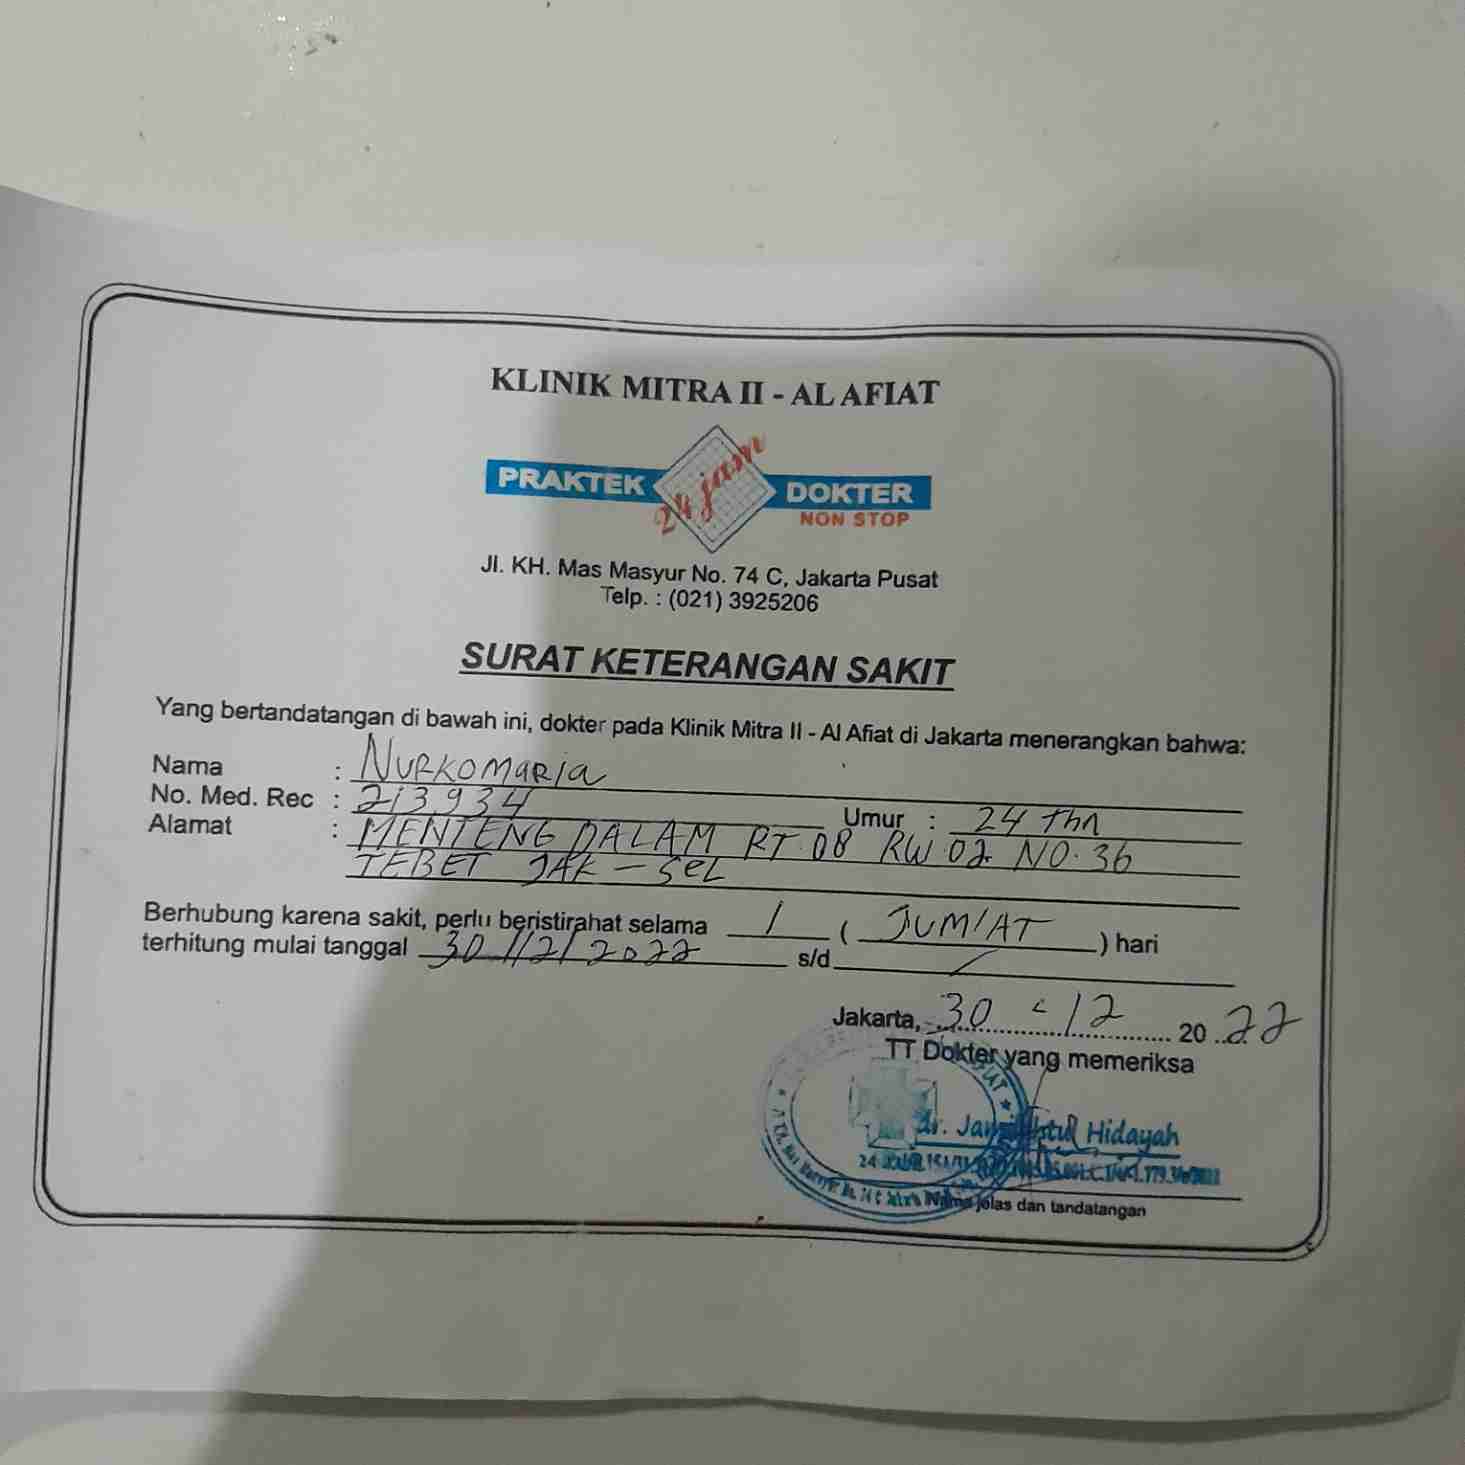 KLINIK MITRA II - AL AFIAT
PRAKTEK 24 jam DOKTER
NON STOP
Jl. KH. Mas Masyur No. 74 C, Jakarta Pusat
Telp. : (021) 3925206
SURAT KETERANGAN SAKIT
Yang bertandatangan di bawah ini, dokter pada Klinik Mitra II - Al Afiat di Jakarta menerangkan bahwa:
Nama : NURKOMARIA
No. Med. Rec : 213934 Umur : 24 thn
Alamat : MENTENG DALAM RT 08 RW 02 NO. 36
TEBET JAK - SEL
Berhubung karena sakit, perlu beristirahat selama 1 ( JUM'AT ) hari
terhitung mulai tanggal 30/12/2022 s/d /
Jakarta, 30 - 12 2022
TT Dokter yang memeriksa
dr. Hidayah
Nama jelas dan tandatangan